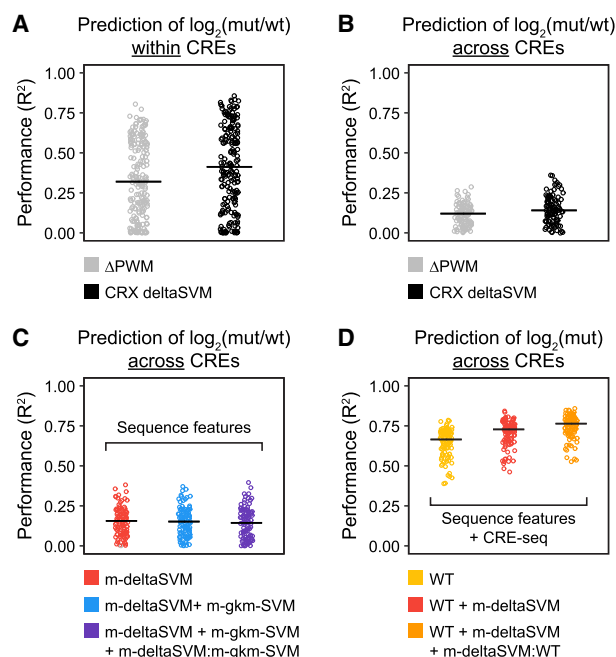 A
Prediction of log2(mut/wt)
within CREs
Performance (R2)
1.00
0.75
0.50
0.25
0.00
ΔPWM
CRX deltaSVM
B
Prediction of log2(mut/wt)
across CREs
Performance (R2)
1.00
0.75
0.50
0.25
0.00
ΔPWM
CRX deltaSVM
C
Prediction of log2(mut/wt)
across CREs
Performance (R2)
1.00
0.75
0.50
0.25
0.00
Sequence features
m-deltaSVM
m-deltaSVM+ m-gkm-SVM
m-deltaSVM + m-gkm-SVM
+ m-deltaSVM:m-gkm-SVM
D
Prediction of log2(mut)
across CREs
Performance (R2)
1.00
0.75
0.50
0.25
0.00
Sequence features
+ CRE-seq
WT
WT + m-deltaSVM
WT + m-deltaSVM
+ m-deltaSVM:WT